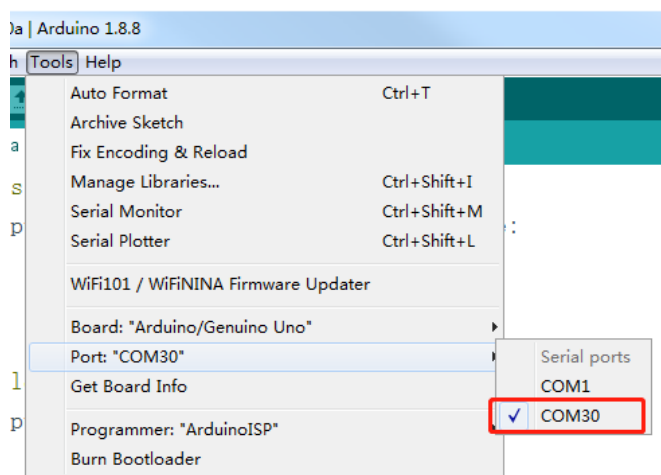 )a | Arduino 1.8.8
h Tools Help
Auto Format Ctrl+T
Archive Sketch
a
Fix Encoding & Reload
Manage Libraries... Ctrl+Shift+I
s
Serial Monitor Ctrl+Shift+M
p :
Serial Plotter Ctrl+Shift+L
WiFi101 / WiFiNINA Firmware Updater
Board: "Arduino/Genuino Uno"
Port: "COM30"
Serial ports
l
Get Board Info
COM1
COM30
p
Programmer: "ArduinoISP"
Burn Bootloader